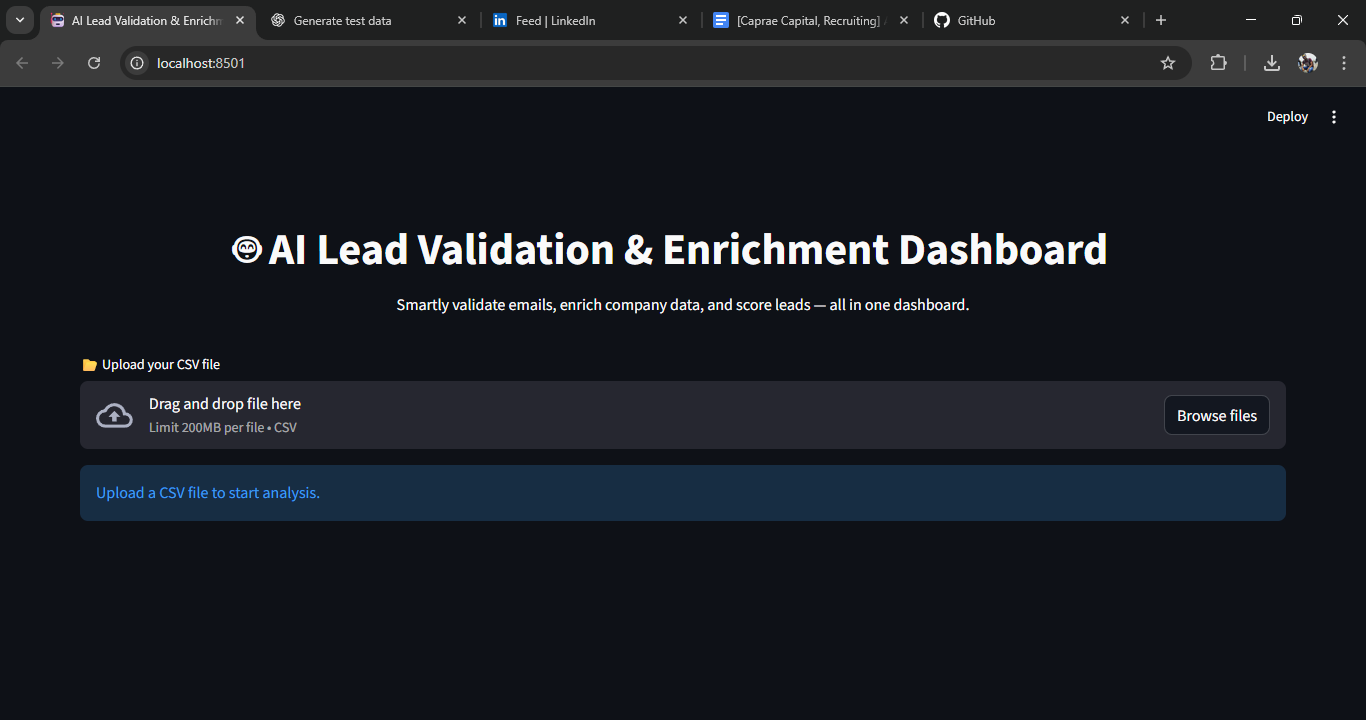 AI Lead Validation & Enrichm
Generate test data
Feed | LinkedIn
[Caprae Capital, Recruiting]
GitHub
localhost:8501
Deploy
AI Lead Validation & Enrichment Dashboard
Smartly validate emails, enrich company data, and score leads — all in one dashboard.
Upload your CSV file
Drag and drop file here
Limit 200MB per file • CSV
Browse files
Upload a CSV file to start analysis.